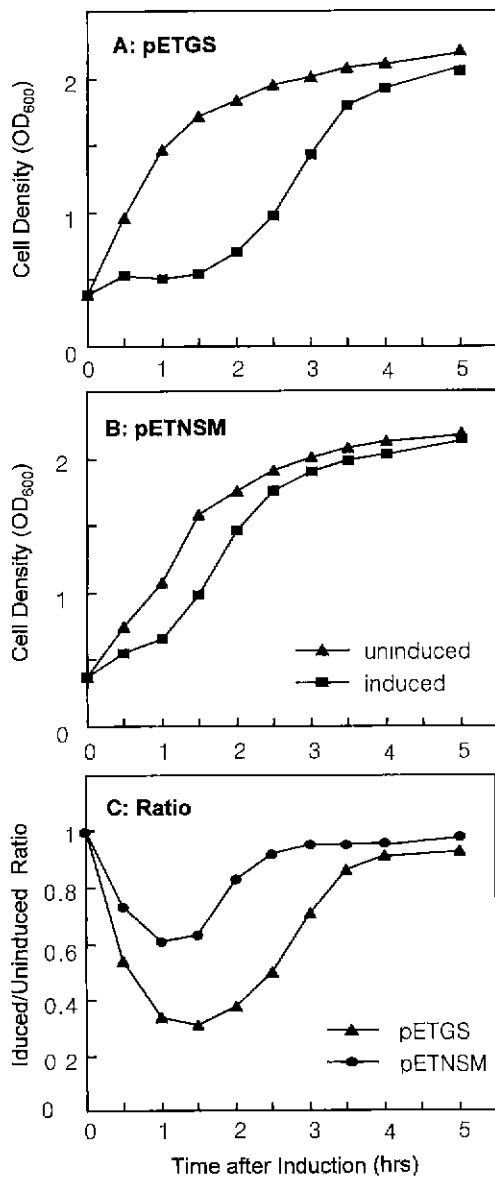 A: pETGS
2
1
0
Cell Density (OD600)
0 1 2 3 4 5
B: pETNSM
2
1
0
Cell Density (OD600)
uninduced
induced
0 1 2 3 4 5
C: Ratio
1
0.8
0.6
0.4
0 2
0
Iduced/Uninduced Ratio
pETGS
pETNSM
0 1 2 3 4 5
Time after Induction (hrs)